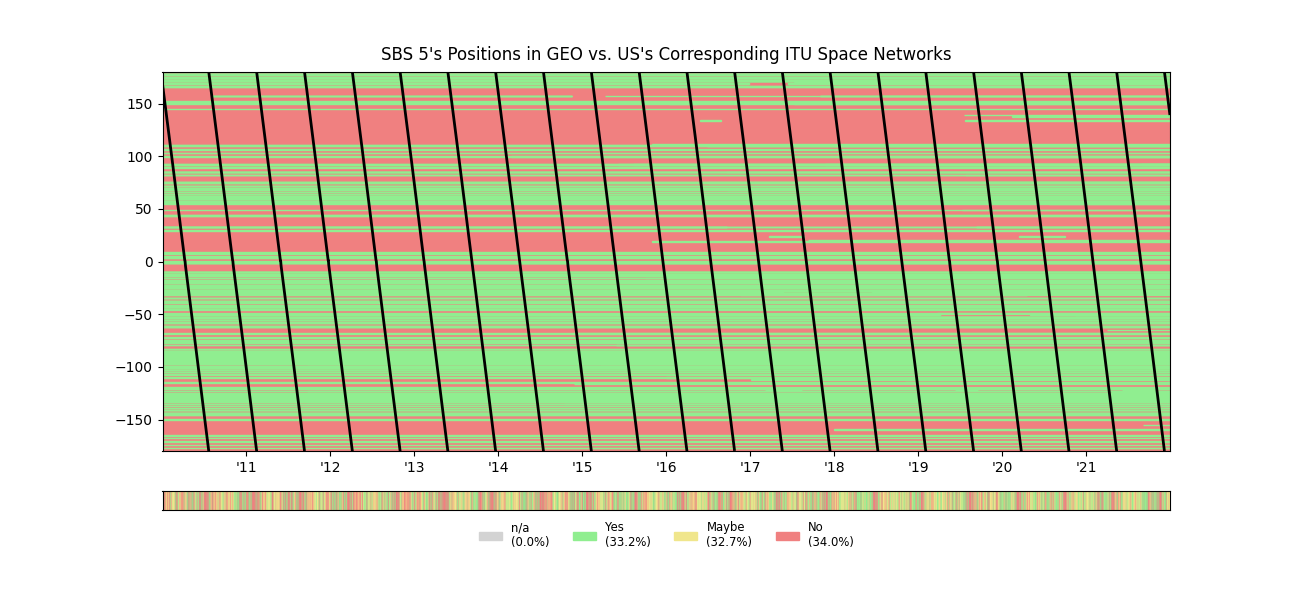 SBS 5's Positions in GEO vs. US's Corresponding ITU Space Networks
150
100
50
0
−50
−100
−150
'11 '12 '13 '14 '15 '16 '17 '18 '19 '20 '21
n/a Yes Maybe No
(0.0%) (33.2%) (32.7%) (34.0%)